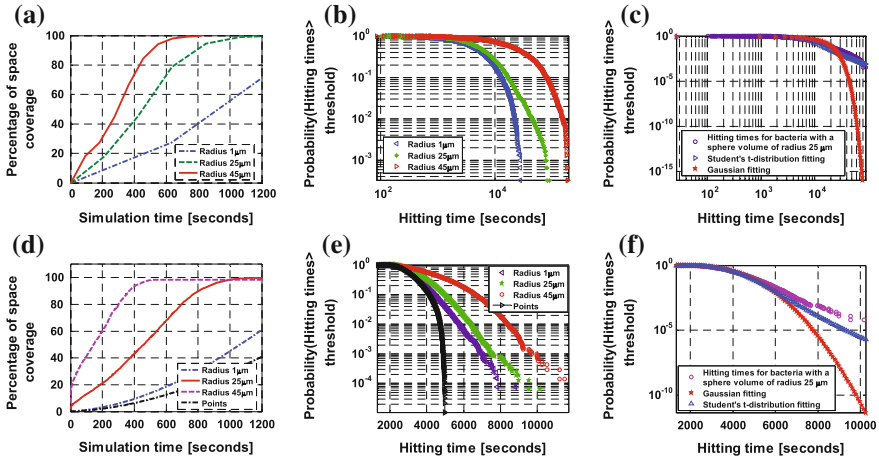 (a)
100
80
60
40
20
0
0 200 400 600 800 1000 1200
Percentage of space
coverage
Simulation time [seconds]
Radius 1μm
Radius 25μm
Radius 45μm
(b)
10^0
10^-1
10^-2
10^-3
10^2 10^4
Probability(Hitting times>
threshold)
Hitting time [seconds]
Radius 1μm
Radius 25μm
Radius 45μm
(c)
10^0
10^-5
10^-10
10^-15
10^2 10^3 10^4
Probability(Hitting times>
threshold)
Hitting time [seconds]
Hitting times for bacteria with a
sphere volume of radius 25 μm
Student's t-distribution fitting
Gaussian fitting
(d)
100
80
60
40
20
0
0 200 400 600 800 1000 1200
Percentage of space
coverage
Simulation time [seconds]
Radius 1μm
Radius 25μm
Radius 45μm
Points
(e)
10^0
10^-1
10^-2
10^-3
10^-4
2000 4000 6000 8000 10000
Probability(Hitting times>
threshold)
Hitting time [seconds]
Radius 1μm
Radius 25μm
Radius 45μm
Points
(f)
10^0
10^-5
10^-10
2000 4000 6000 8000 10000
Probability(Hitting times>
threshold)
Hitting time [seconds]
Hitting times for bacteria with a
sphere volume of radius 25 μm
Gaussian fitting
Student's t-distribution fitting